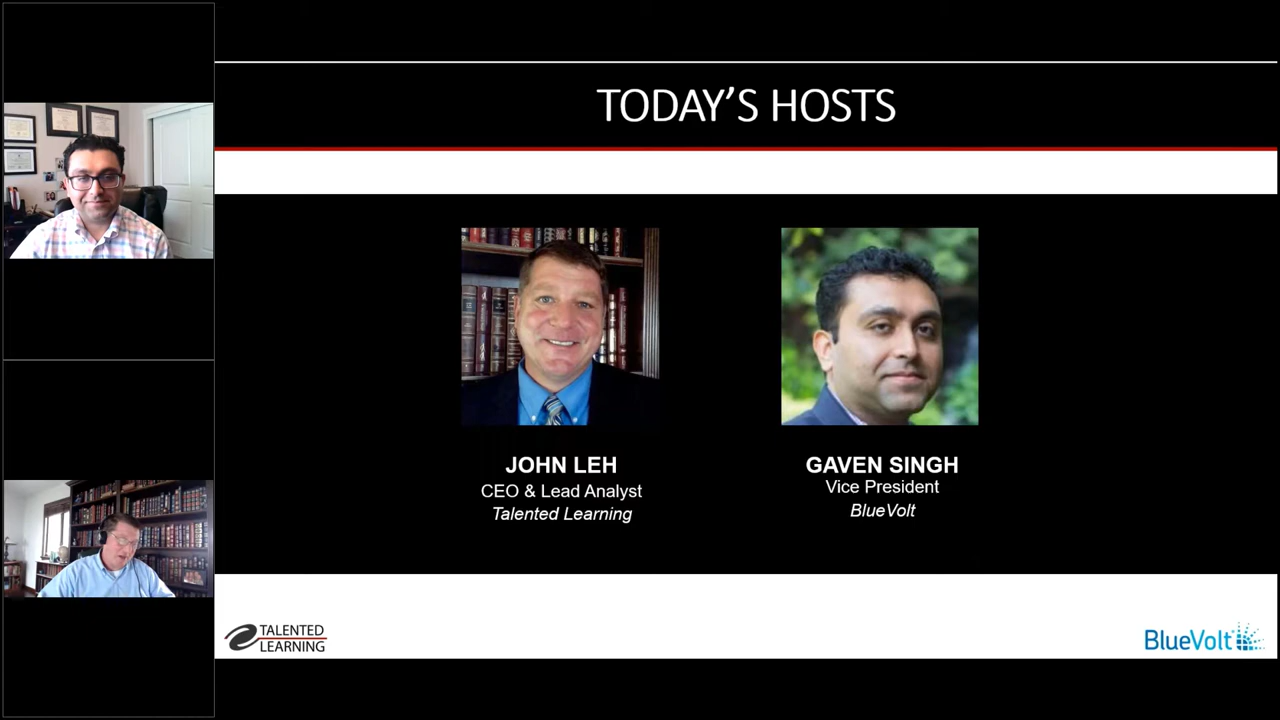 TODAY'S HOSTS
JOHN LEH
CEO & Lead Analyst
Talented Learning
GAVEN SINGH
Vice President
BlueVolt
TALENTED
LEARNING
BlueVolt